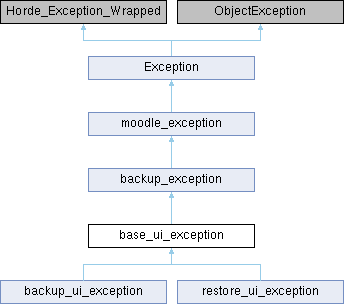 Horde_Exception_Wrapped ObjectException
Exception
moodle_exception
backup_exception
base_ui_exception
backup_ui_exception restore_ui_exception